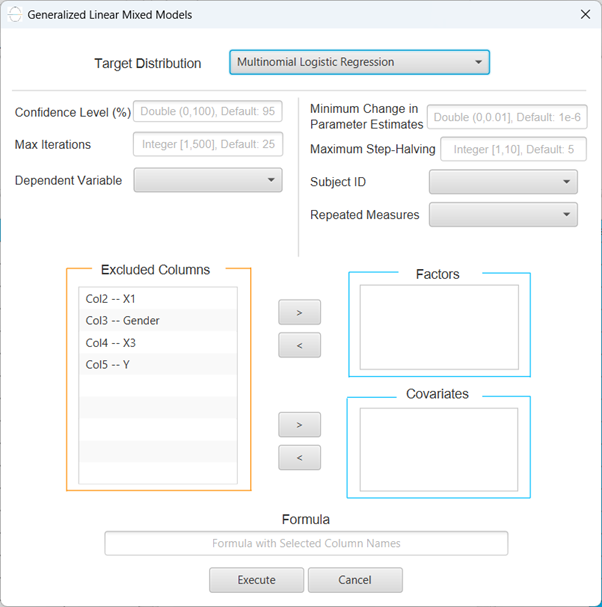 Generalized Linear Mixed Models
Target Distribution
Multinomial Logistic Regression
Confidence Level (%)
Double (0,100), Default: 95
Max Iterations
Integer [1,500], Default: 25
Dependent Variable
Minimum Change in
Parameter Estimates
Double (0,0.01], Default: 1e-6
Maximum Step-Halving
Integer [1,10], Default: 5
Subject ID
Repeated Measures
Excluded Columns
Col2 -- X1
Col3 -- Gender
Col4 -- X3
Col5 -- Y
>
<
>
<
Factors
Covariates
Formula
Formula with Selected Column Names
Execute
Cancel